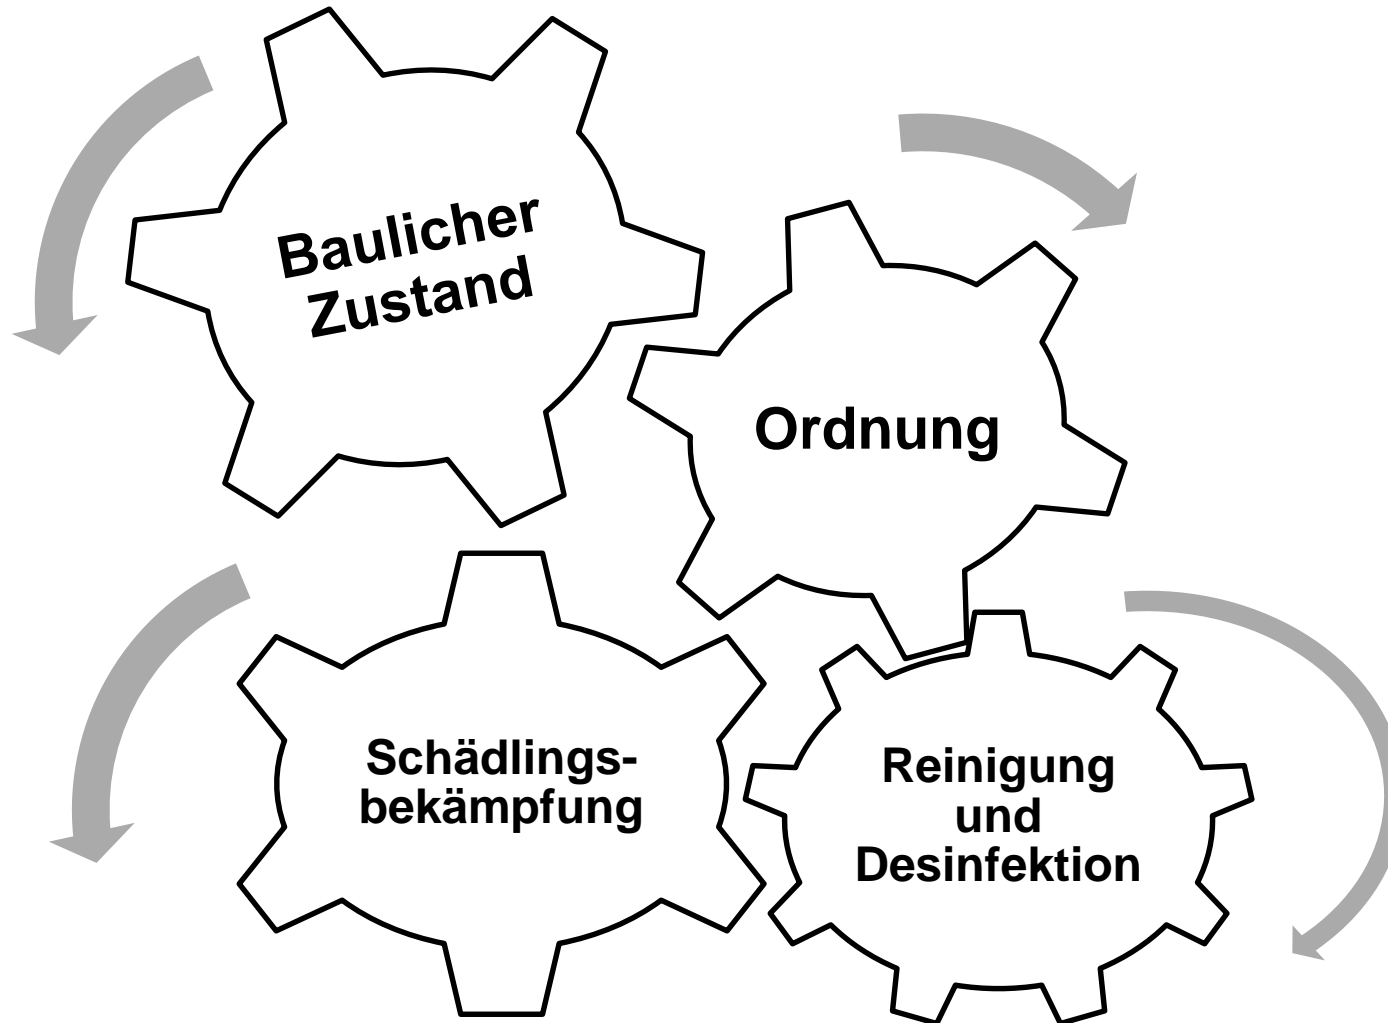 Baulicher
Zustand
Ordnung
Schädlings-
bekämpfung
Reinigung
und
Desinfektion